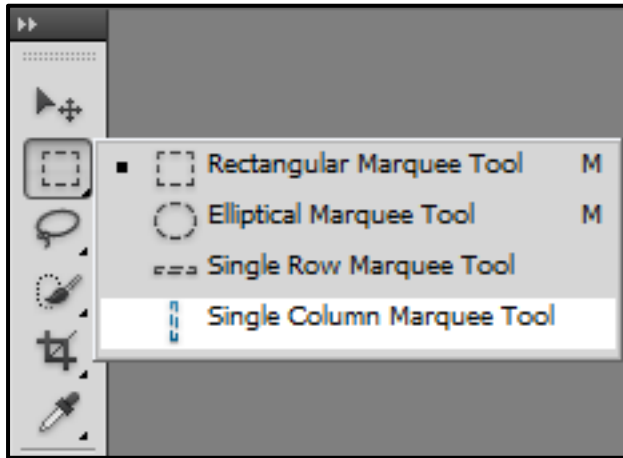 Rectangular Marquee Tool M
Elliptical Marquee Tool M
Single Row Marquee Tool
Single Column Marquee Tool